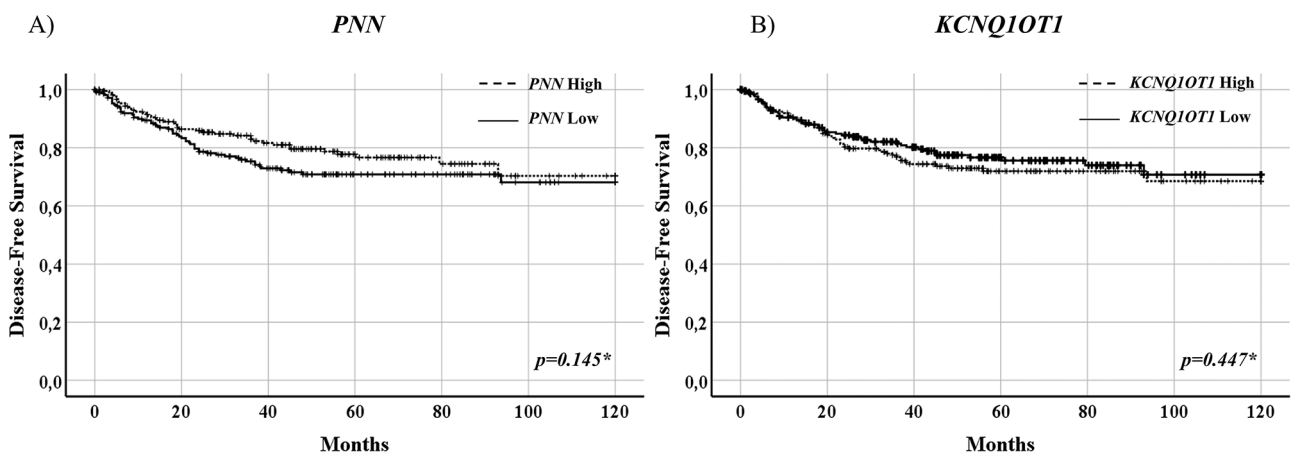 A)
PNN
Disease-Free Survival
1,0
0,8
0,6
0,4
0,2
0,0
PNN High
PNN Low
p=0.145*
0 20 40 60 80 100 120
Months
B)
KCNQ1OT1
Disease-Free Survival
1,0
0,8
0,6
0,4
0,2
0,0
KCNQ1OT1 High
KCNQ1OT1 Low
p=0.447*
0 20 40 60 80 100 120
Months